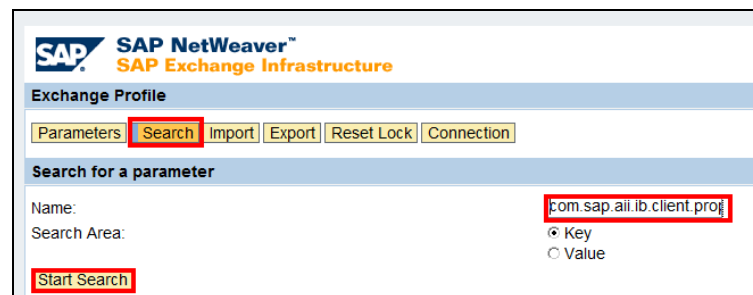 SAP
SAP NetWeaver™
SAP Exchange Infrastructure
Exchange Profile
Parameters Search Import Export Reset Lock Connection
Search for a parameter
Name: com.sap.aii.ib.client.prop
Search Area: Key
Value
Start Search